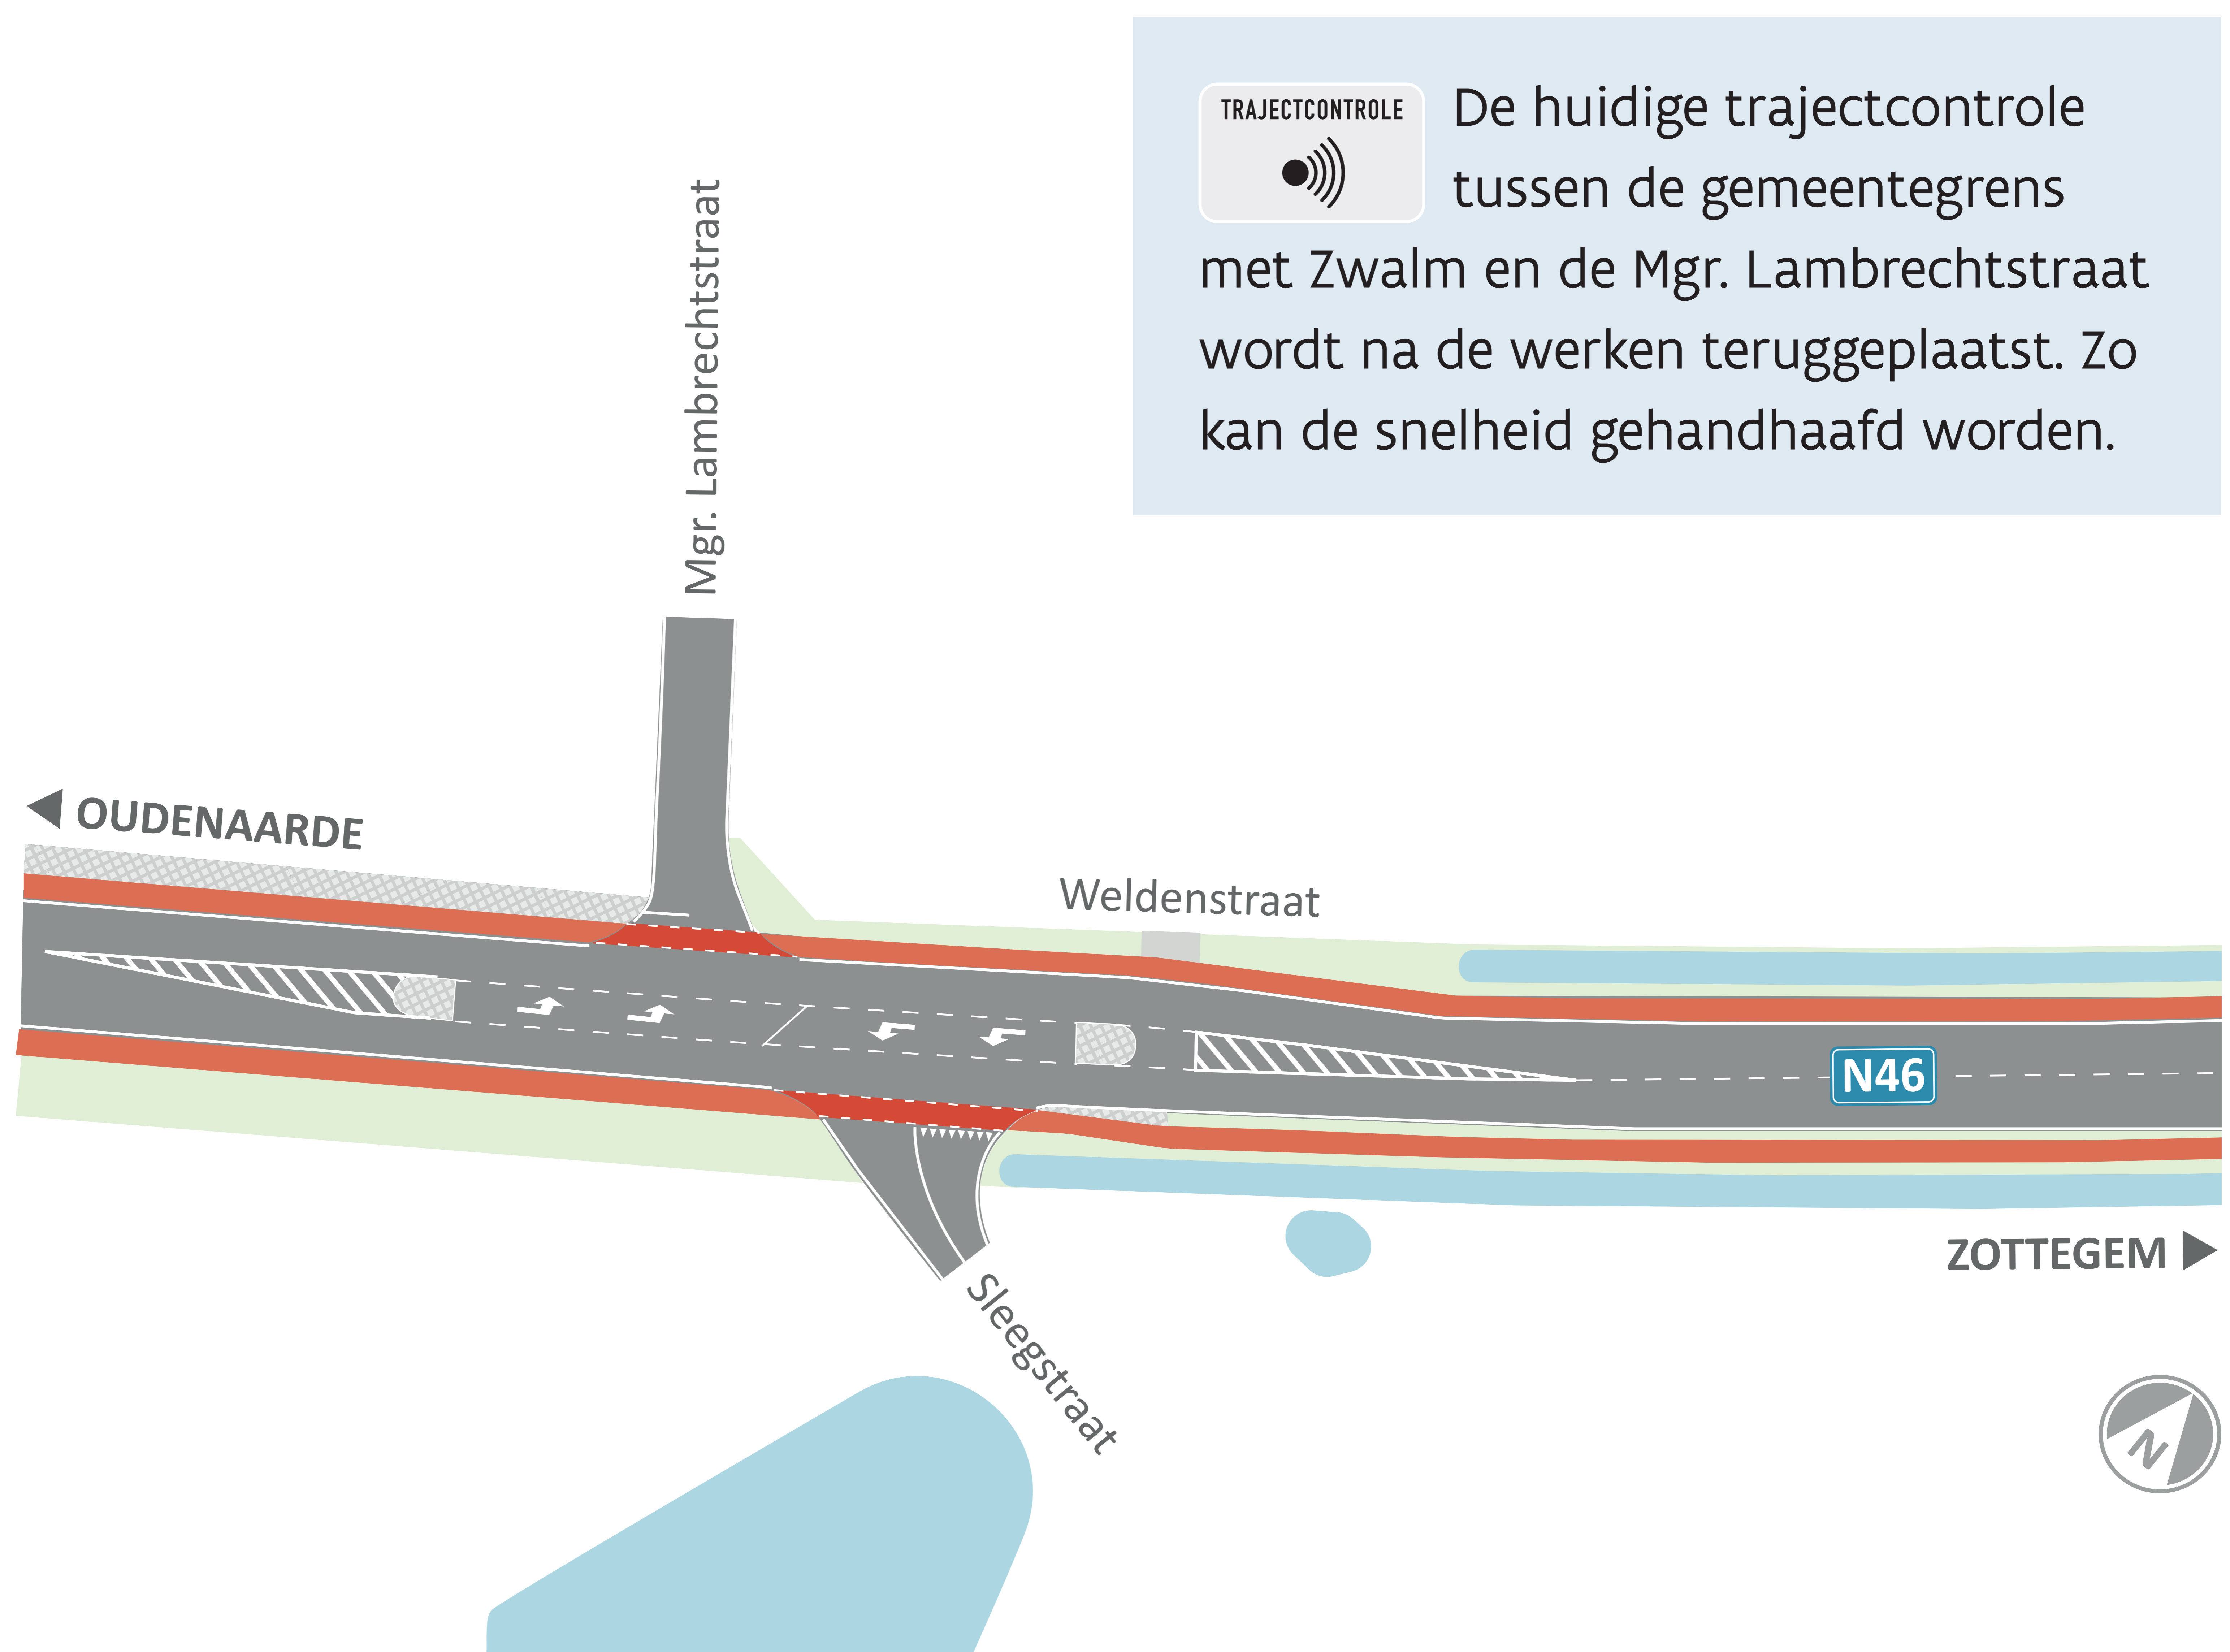 TRAJECTCONTROLE
De huidige trajectcontrole
tussen de gemeentegrens
met Zwalm en de Mgr. Lambrechtstraat
wordt na de werken teruggeplaatst. Zo
kan de snelheid gehandhaafd worden.
Mgr. Lambrechtstraat
OUDENAARDE
Weldenstraat
N46
ZOTTEGEM
Sleegstraat
N